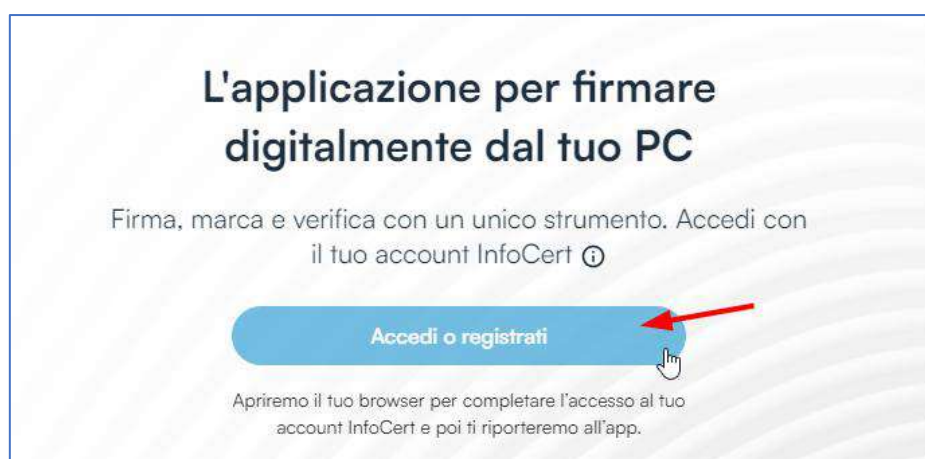 L'applicazione per firmare
digitalmente dal tuo PC
Firma, marca e verifica con un unico strumento. Accedi con
il tuo account InfoCert
Accedi o registrati
Apriremo il tuo browser per completare l'accesso al tuo
account InfoCert e poi ti riporteremo all'app.